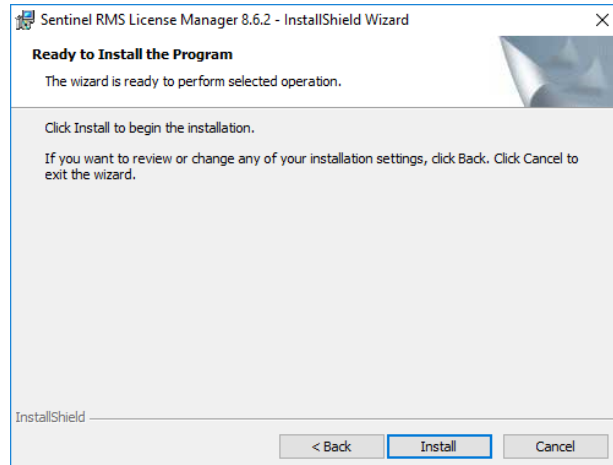 Sentinel RMS License Manager 8.6.2 - InstallShield Wizard
Ready to Install the Program
The wizard is ready to perform selected operation.
Click Install to begin the installation.
If you want to review or change any of your installation settings, click Back. Click Cancel to
exit the wizard.
InstallShield
< Back
Install
Cancel